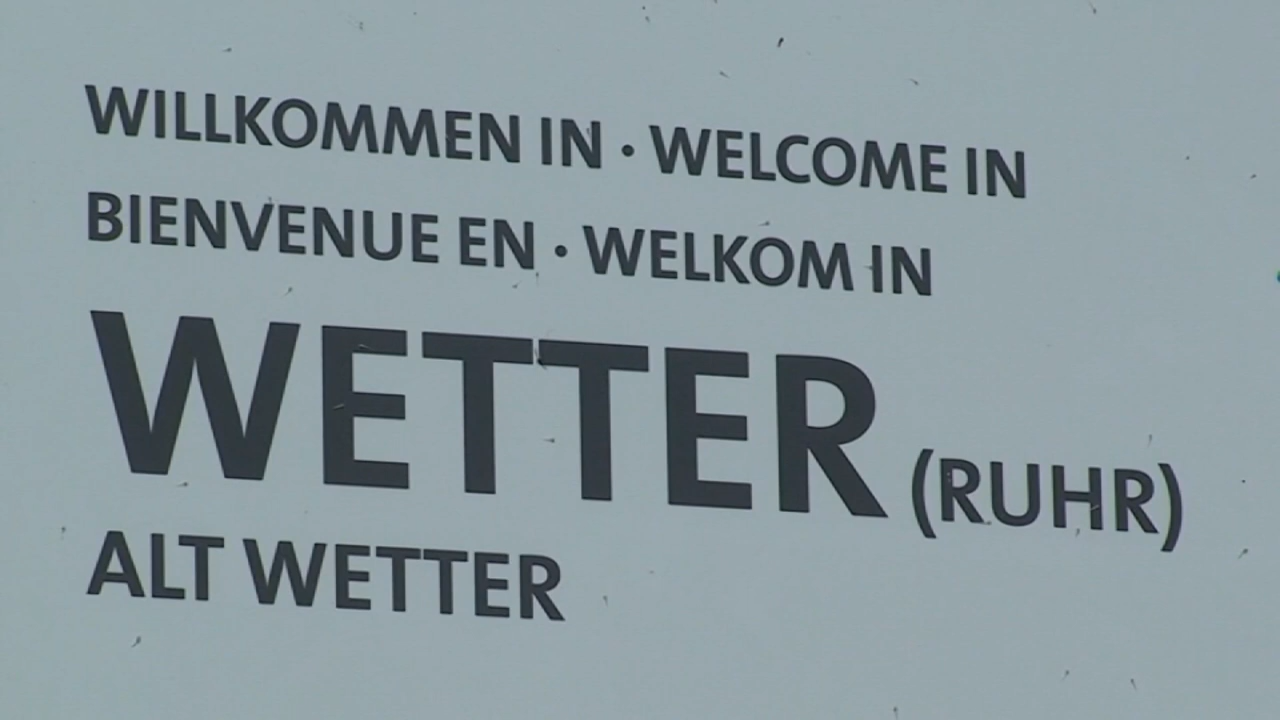 WILLKOMMEN IN · WELCOME IN
BIENVENUE EN · WELKOM IN
WETTER (RUHR)
ALT WETTER